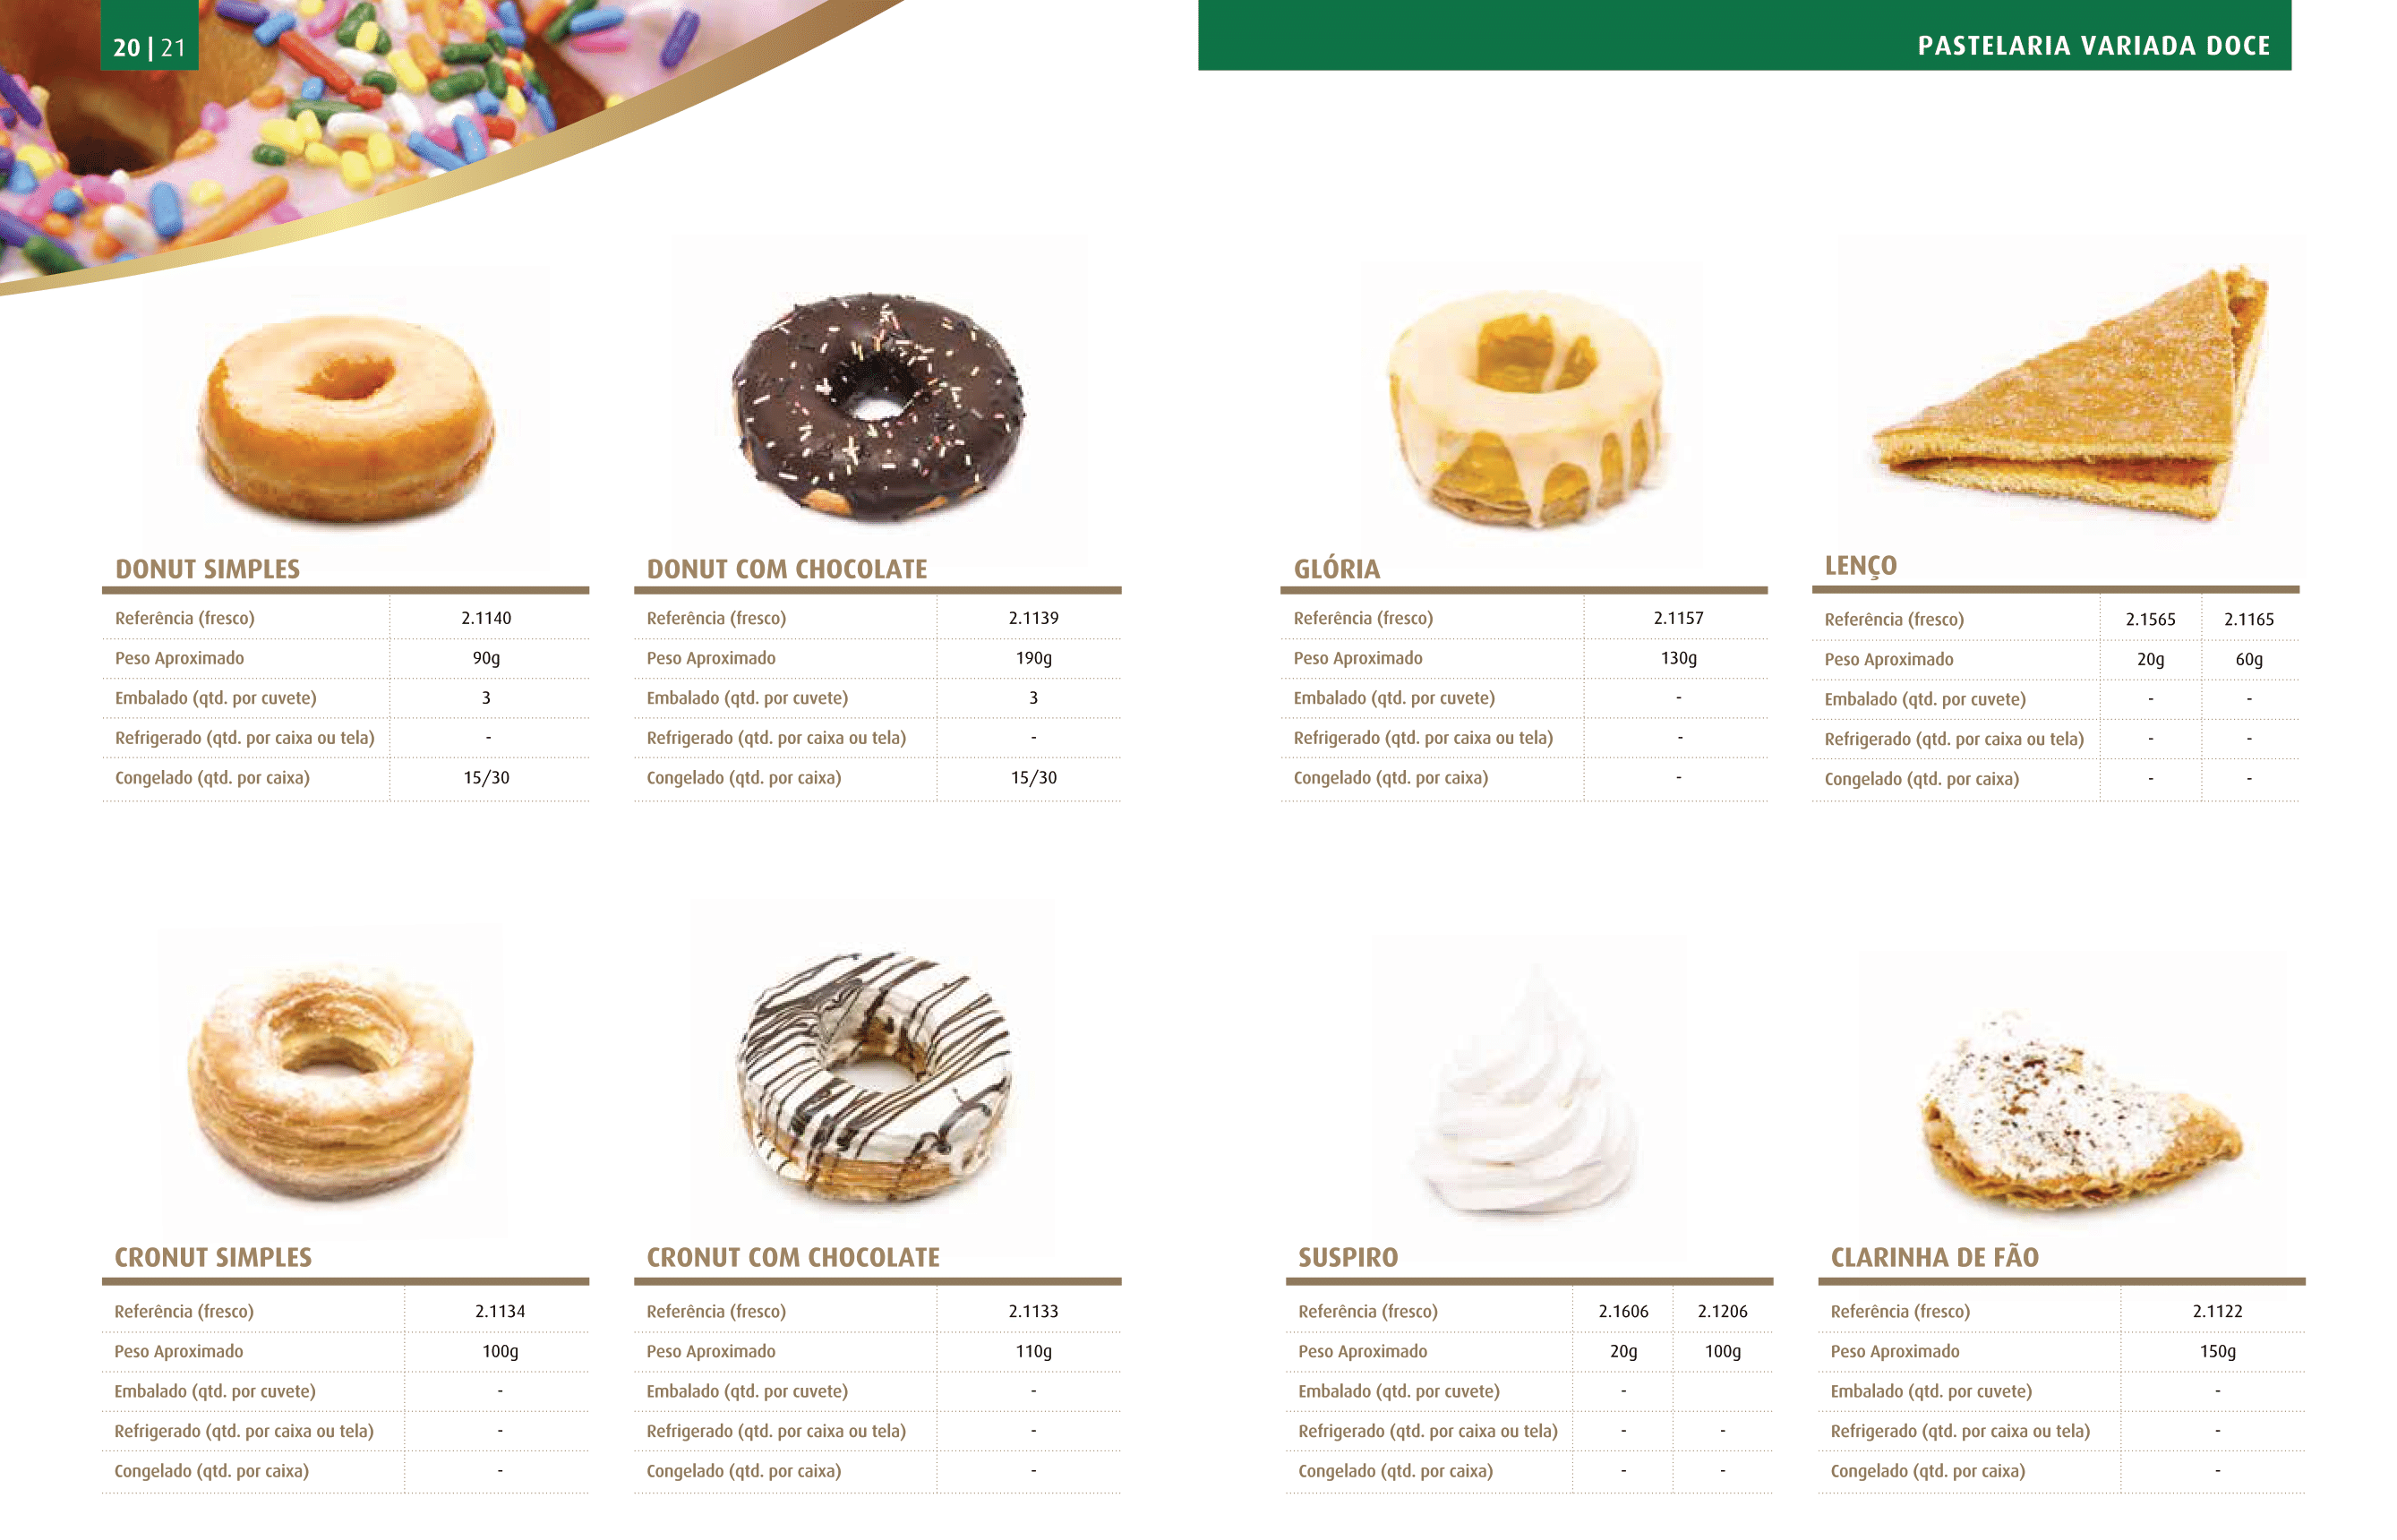 20 | 21
PASTELARIA VARIADA DOCE
DONUT SIMPLES
Referência (fresco) 2.1140
Peso Aproximado 90g
Embalado (qtd. por cuvete) 3
Refrigerado (qtd. por caixa ou tela) -
Congelado (qtd. por caixa) 15/30
DONUT COM CHOCOLATE
Referência (fresco) 2.1139
Peso Aproximado 190g
Embalado (qtd. por cuvete) 3
Refrigerado (qtd. por caixa ou tela) -
Congelado (qtd. por caixa) 15/30
GLÓRIA
Referência (fresco) 2.1157
Peso Aproximado 130g
Embalado (qtd. por cuvete) -
Refrigerado (qtd. por caixa ou tela) -
Congelado (qtd. por caixa) -
LENÇO
Referência (fresco) 2.1565 2.1165
Peso Aproximado 20g 60g
Embalado (qtd. por cuvete) - -
Refrigerado (qtd. por caixa ou tela) - -
Congelado (qtd. por caixa) - -
CRONUT SIMPLES
Referência (fresco) 2.1134
Peso Aproximado 100g
Embalado (qtd. por cuvete) -
Refrigerado (qtd. por caixa ou tela) -
Congelado (qtd. por caixa) -
CRONUT COM CHOCOLATE
Referência (fresco) 2.1133
Peso Aproximado 110g
Embalado (qtd. por cuvete) -
Refrigerado (qtd. por caixa ou tela) -
Congelado (qtd. por caixa) -
SUSPIRO
Referência (fresco) 2.1606 2.1206
Peso Aproximado 20g 100g
Embalado (qtd. por cuvete) -
Refrigerado (qtd. por caixa ou tela) - -
Congelado (qtd. por caixa) - -
CLARINHA DE FÃO
Referência (fresco) 2.1122
Peso Aproximado 150g
Embalado (qtd. por cuvete) -
Refrigerado (qtd. por caixa ou tela) -
Congelado (qtd. por caixa) -